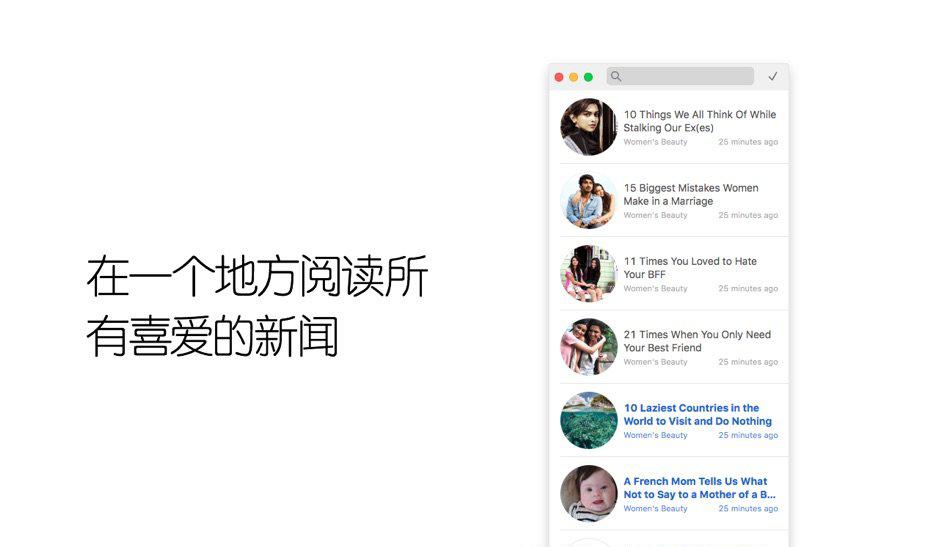 在一个地方阅读所
有喜爱的新闻
10 Things We All Think Of While
Stalking Our Ex(es)
Women's Beauty 25 minutes ago
15 Biggest Mistakes Women
Make in a Marriage
Women's Beauty 25 minutes ago
11 Times You Loved to Hate
Your BFF
Women's Beauty 25 minutes ago
21 Times When You Only Need
Your Best Friend
Women's Beauty 25 minutes ago
10 Laziest Countries in the
World to Visit and Do Nothing
Women's Beauty 25 minutes ago
A French Mom Tells Us What
Not to Say to a Mother of a B...
Women's Beauty 25 minutes ago